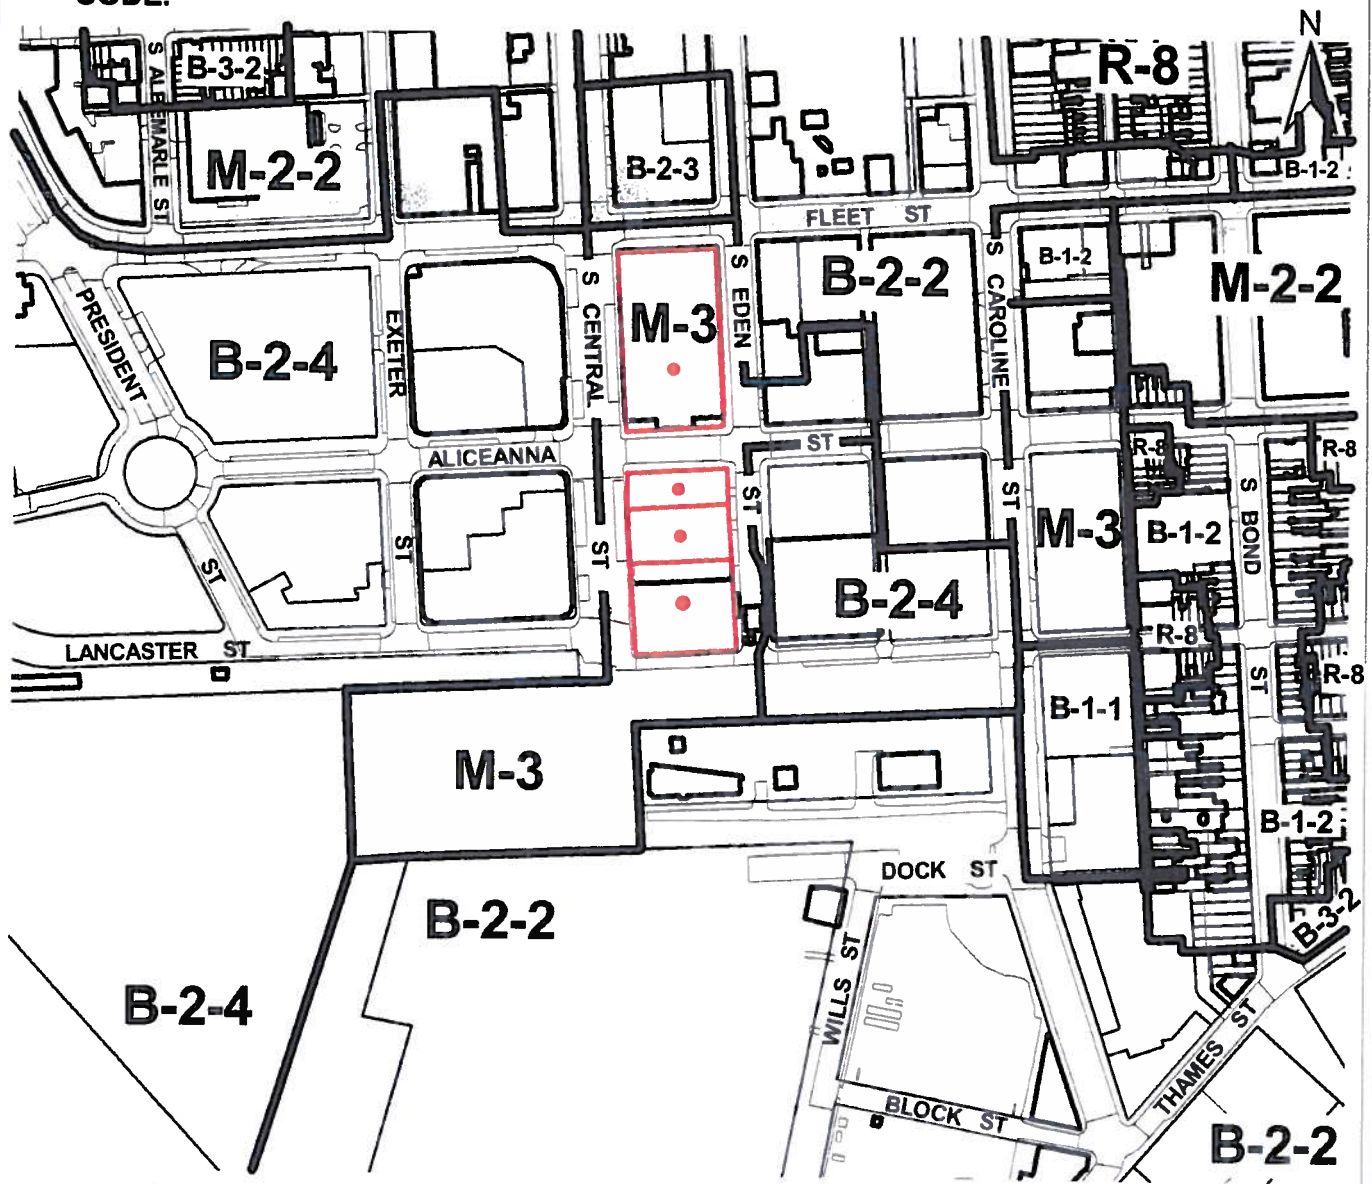 CODE.
N
S ALBEMARLE ST
B-3-2
R-8
M-2-2
B-2-3
B-1-2
FLEET ST
PRESIDENT ST
B-2-4
EXETER ST
S CENTRAL ST
M-3
S EDEN ST
B-2-2
S CAROLINE ST
B-1-2
M-2-2
ALICEANNA ST
R-8
R-8
M-3
B-1-2
S BOND ST
B-2-4
R-8
LANCASTER ST
R-8
B-1-1
M-3
B-1-2
DOCK ST
B-2-2
B-3-2
WILLS ST
B-2-4
THAMES ST
BLOCK ST
B-2-2